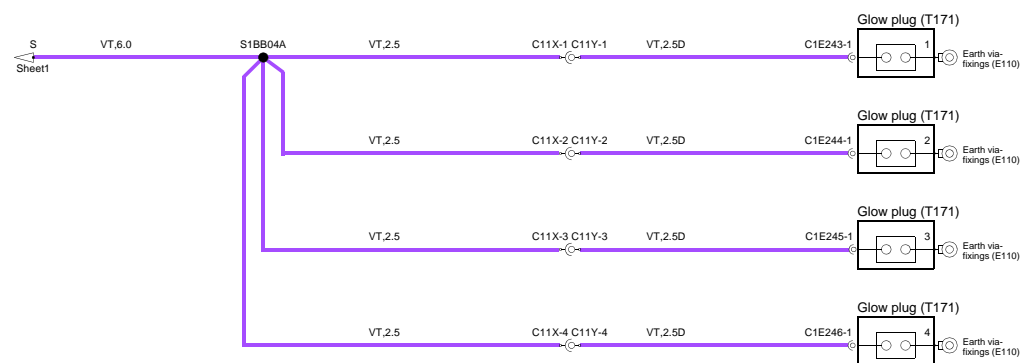 Glow plug (T171)
S VT,6.0 S1BB04A VT,2.5 C11X-1 C11Y-1 VT,2.5D C1E243-1 1
Sheet1
Earth via-
fixings (E110)
Glow plug (T171)
VT,2.5 C11X-2 C11Y-2 VT,2.5D C1E244-1 2
Earth via-
fixings (E110)
Glow plug (T171)
VT,2.5 C11X-3 C11Y-3 VT,2.5D C1E245-1 3
Earth via-
fixings (E110)
Glow plug (T171)
VT,2.5 C11X-4 C11Y-4 VT,2.5D C1E246-1 4
Earth via-
fixings (E110)